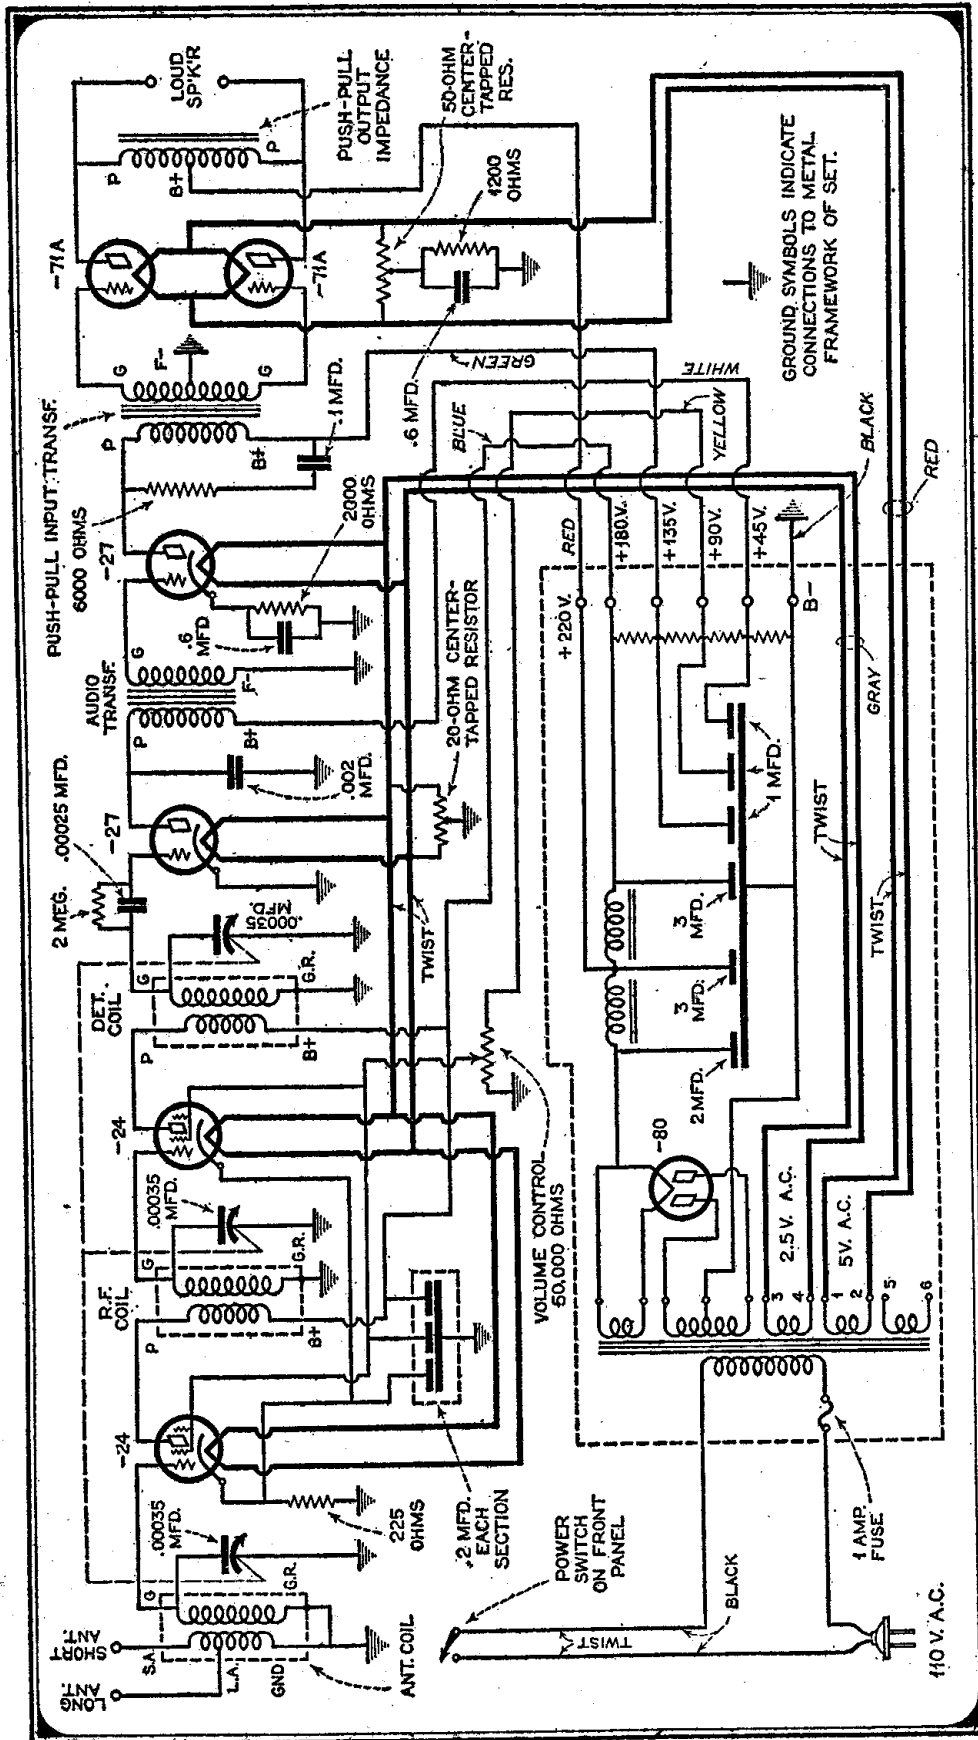 LONG
ANT.
SHORT
ANT.
S.A.
L.A.
GND
G
G.R.
ANT. COIL
.00035
MFD.
-24
225
OHMS
.2 MFD.
EACH
SECTION
R.F.
COIL
P
B+
G
G.R.
.00035
MFD.
-24
DET.
COIL
P
B+
G
G.R.
.00035
MFD.
2 MEG.
.00025 MFD.
-27
.002
MFD.
TWIST
20-OHM CENTER-
TAPPED RESISTOR
VOLUME CONTROL
50,000 OHMS
AUDIO
TRANSF.
P
B+
G
F-
.6
MFD
2000
OHMS
-27
6000 OHMS
PUSH-PULL INPUT TRANSF.
P
B+
.1 MFD.
G
F-
G
-71A
-71A
.6 MFD.
1200
OHMS
50-OHM
CENTER-
TAPPED
RES.
P
B+
P
PUSH-PULL
OUTPUT
IMPEDANCE
LOUD
SP'K'R
GREEN
BLUE
WHITE
YELLOW
RED
+220 V.
+180V.
+135V.
+90V.
+45V.
B-
BLACK
RED
GRAY
TWIST
TWIST
1 MFD.
3
MFD.
3
MFD.
2 MFD.
-80
2.5 V. A.C.
5V. A.C.
3
4
1
2
5
6
POWER
SWITCH
ON FRONT
PANEL
TWIST
BLACK
1 AMP.
FUSE
110 V. A.C.
GROUND SYMBOLS INDICATE
CONNECTIONS TO METAL
FRAMEWORK OF SET.